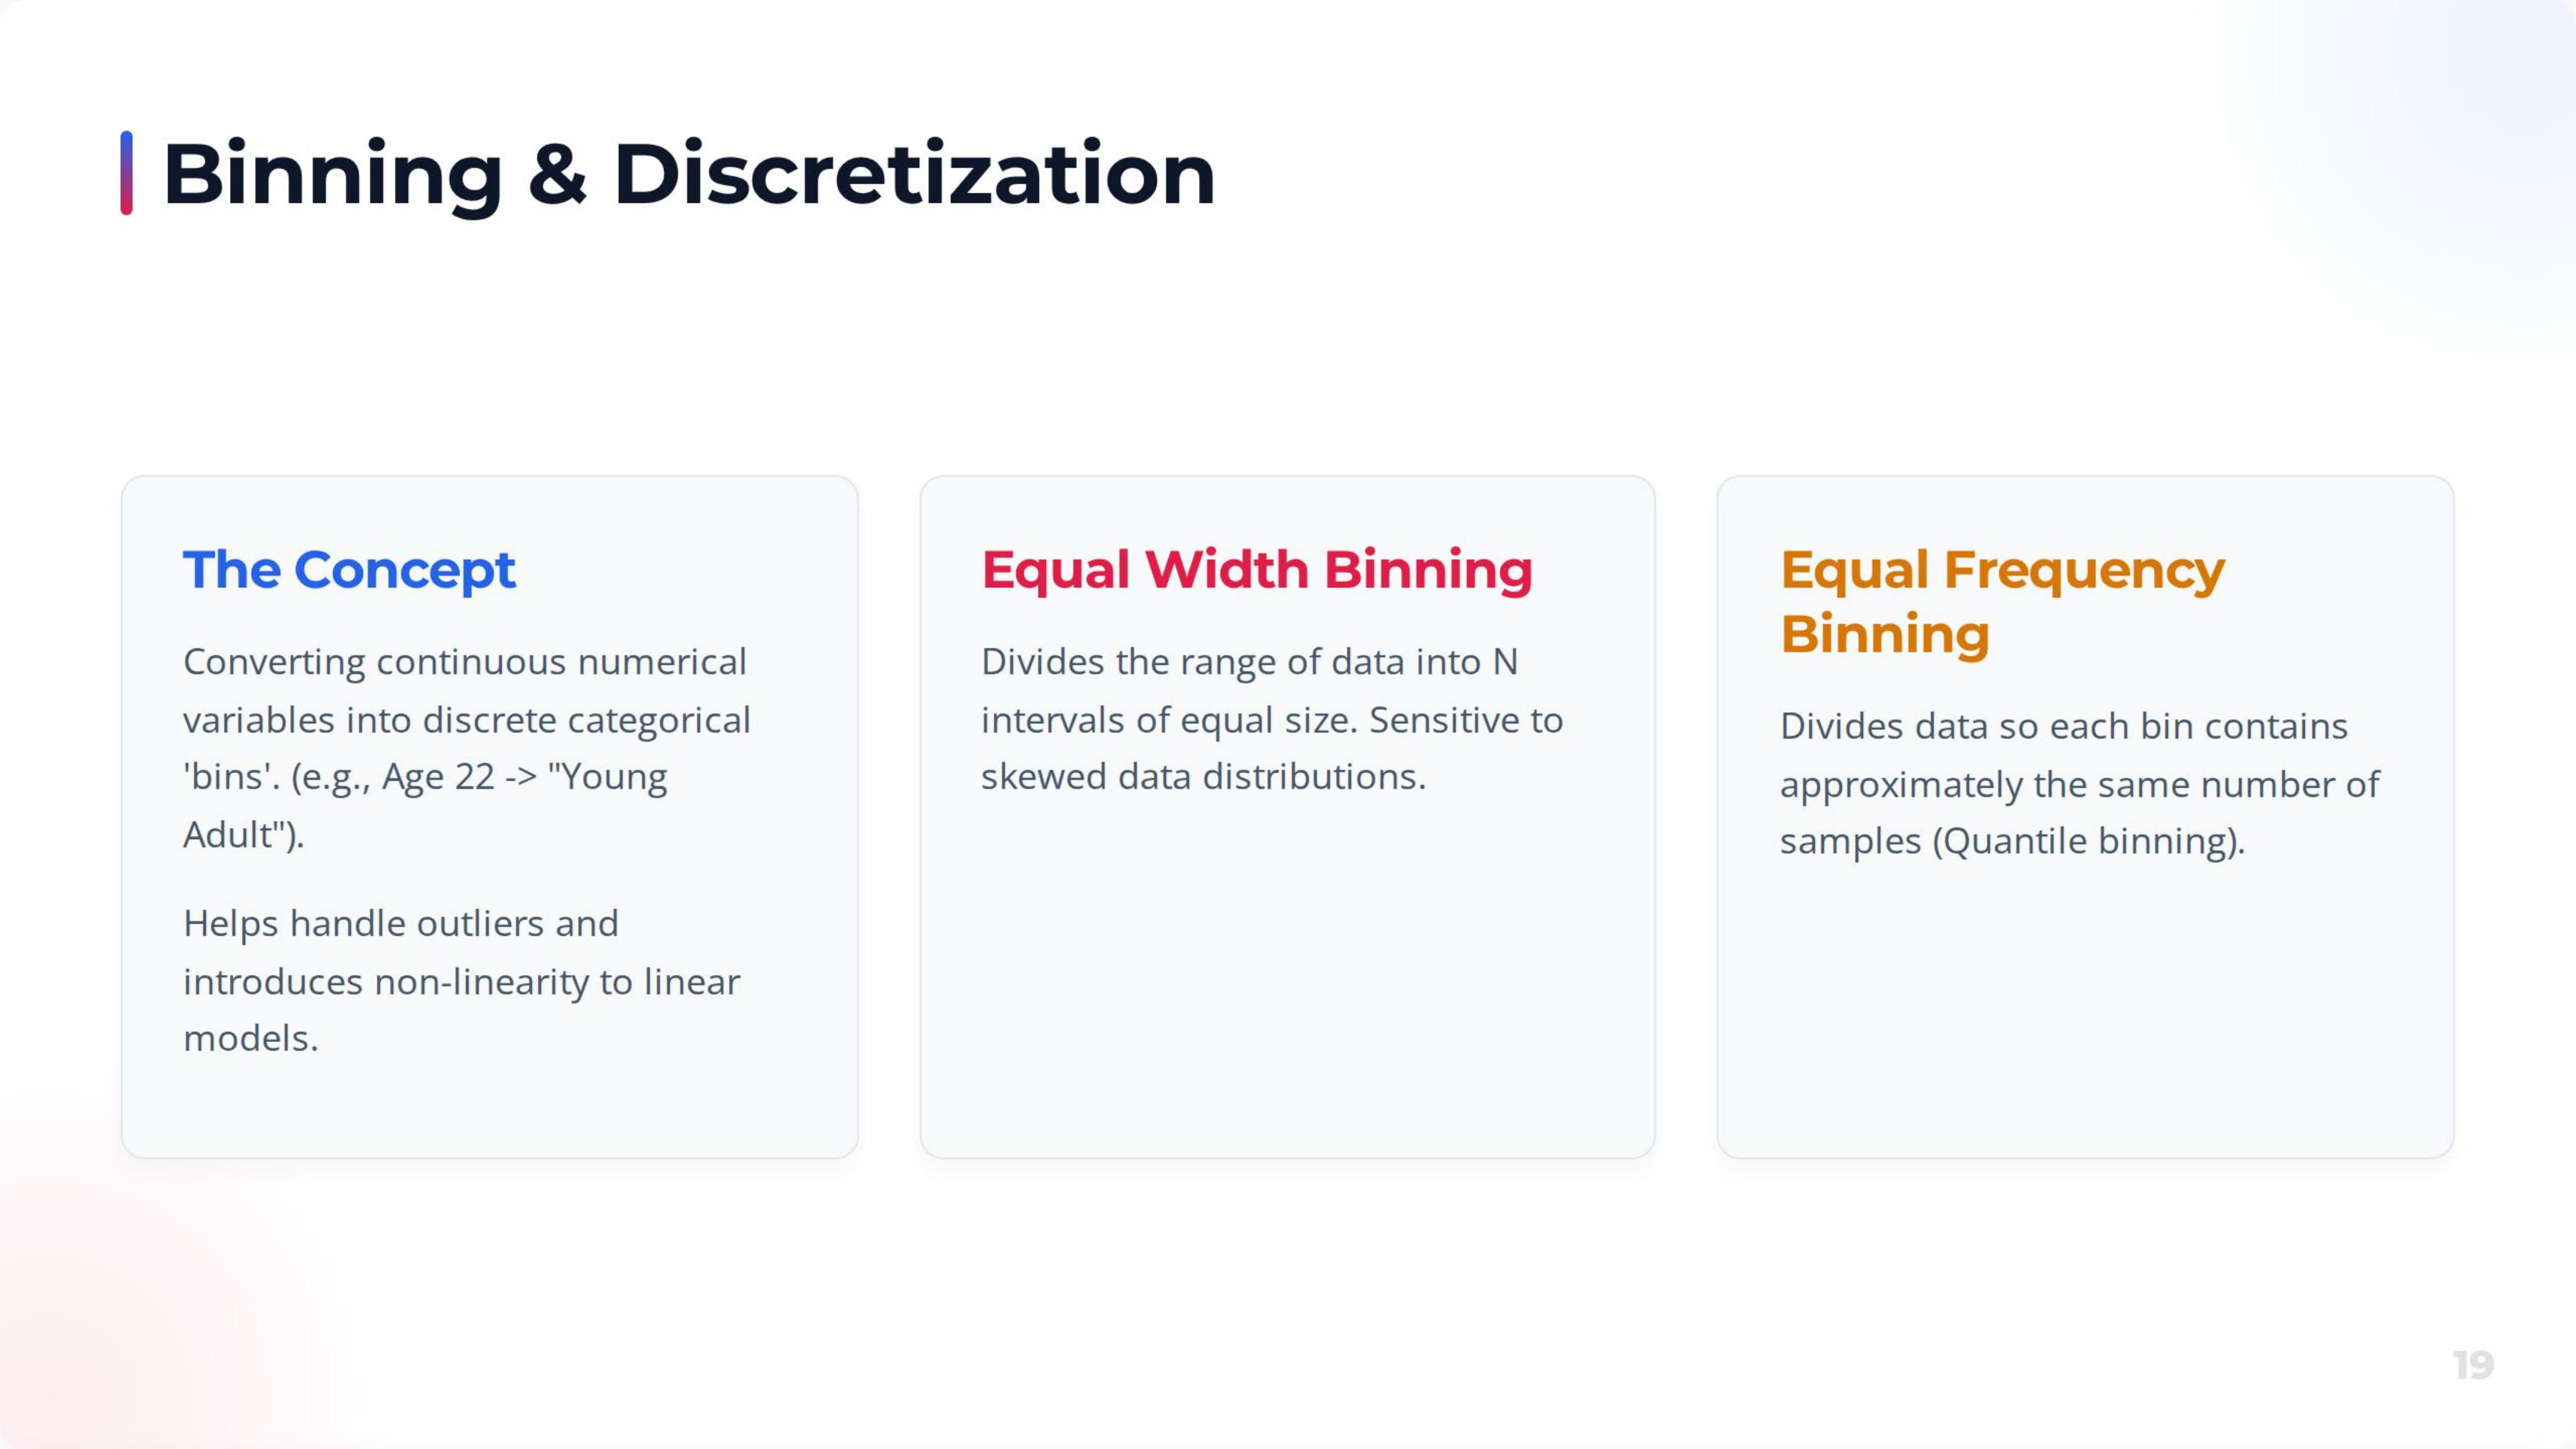 Binning & Discretization
The Concept
Converting continuous numerical
variables into discrete categorical
'bins'. (e.g., Age 22 -> "Young
Adult").
Helps handle outliers and
introduces non-linearity to linear
models.
Equal Width Binning
Divides the range of data into N
intervals of equal size. Sensitive to
skewed data distributions.
Equal Frequency
Binning
Divides data so each bin contains
approximately the same number of
samples (Quantile binning).
19